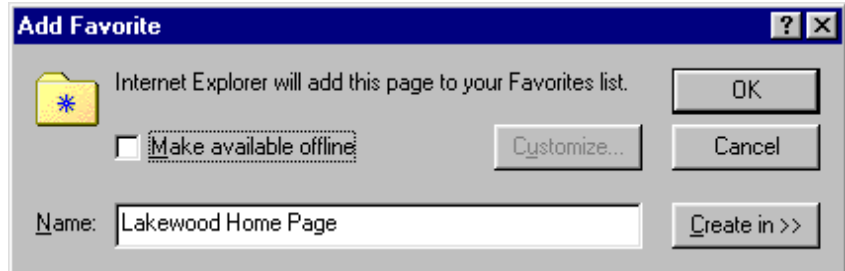 Add Favorite
Internet Explorer will add this page to your Favorites list.
OK
Make available offline
Customize...
Cancel
Name:
Lakewood Home Page
Create in >>